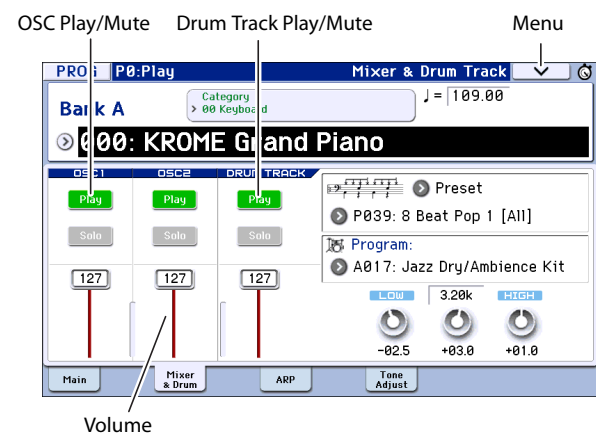 OSC Play/Mute Drum Track Play/Mute Menu
PROG P0:Play Mixer & Drum Track
Bank A Category ♩= 109.00
00 Keyboard
000: KROME Grand Piano
OSC1 OSC2 DRUM TRACK
Play Play Play Preset
P039: 8 Beat Pop 1 [All]
Solo Solo Solo
Program:
A017: Jazz Dry/Ambience Kit
127 127 127
LOW 3.20k HIGH
-02.5 +03.0 +01.0
Main Mixer & Drum ARP Tone Adjust
Volume